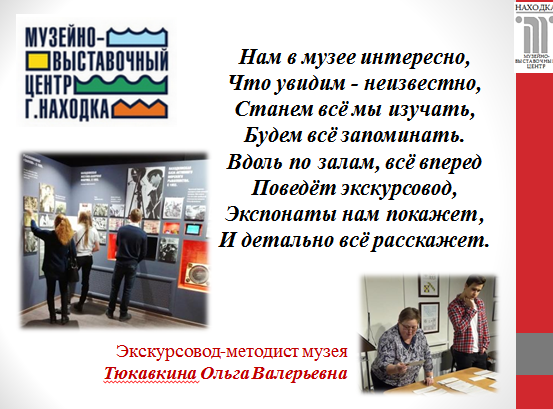 МУЗЕЙНО-
ВЫСТАВОЧНЫЙ
ЦЕНТР
Г.НАХОДКА
НАХОДКА
МУЗЕЙНО-
ВЫСТАВОЧНЫЙ
ЦЕНТР
Нам в музее интересно,
Что увидим - неизвестно,
Станем всё мы изучать,
Будем всё запоминать.
Вдоль по залам, всё вперед
Поведёт экскурсовод,
Экспонаты нам покажет,
И детально всё расскажет.
Экскурсовод-методист музея
Тюкавкина Ольга Валерьевна